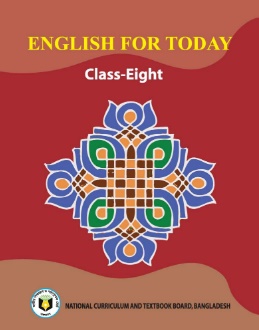 ENGLISH FOR TODAY
Class-Eight
NATIONAL CURRICULUM AND TEXTBOOK BOARD, BANGLADESH